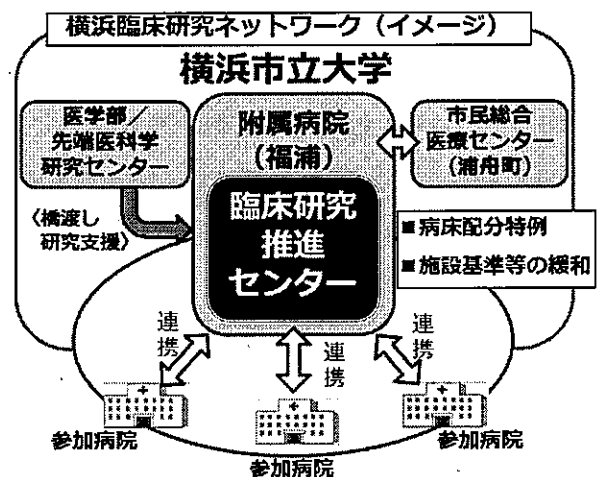 横浜臨床研究ネットワーク（イメージ）
横浜市立大学
医学部／
先端医科学
研究センター
附属病院
（福浦）
市民総合
医療センター
（浦舟町）
〈橋渡し
研究支援〉
臨床研究
推進
センター
■病床配分特例
■施設基準等の緩和
連携
連携
連携
参加病院
参加病院
参加病院